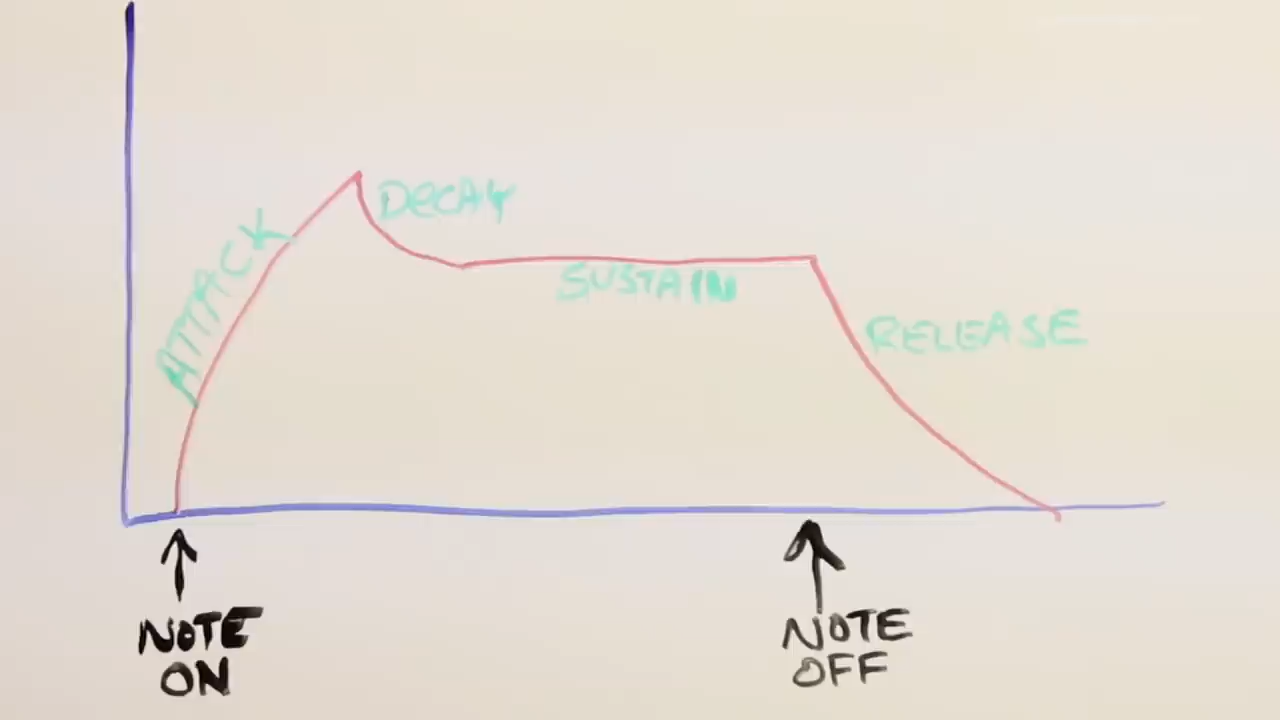 ATTACK
DECAY
SUSTAIN
RELEASE
NOTE
ON
NOTE
OFF